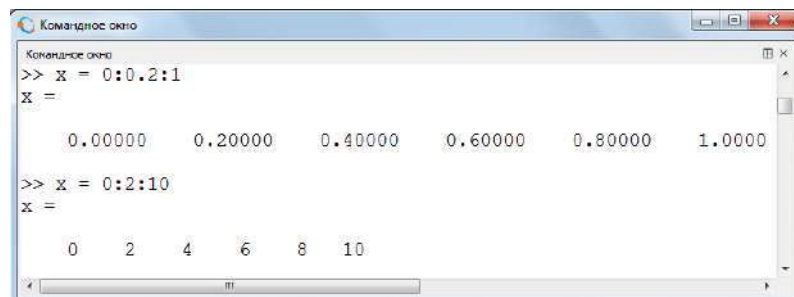 Командное окно
Командное окно
>> x = 0:0.2:1
x =
0.00000 0.20000 0.40000 0.60000 0.80000 1.0000
>> x = 0:2:10
x =
0 2 4 6 8 10